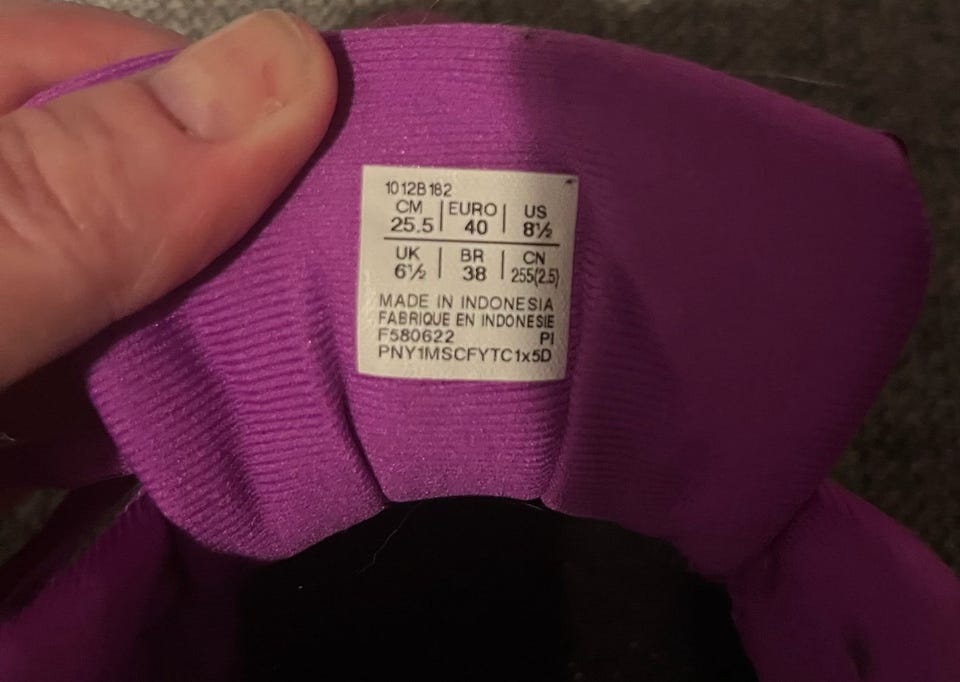 1012B182
CM | EURO | US
25.5 | 40 | 8½
UK | BR | CN
6½ | 38 | 255(2.5)
MADE IN INDONESIA
FABRIQUE EN INDONESIE
F580622 PI
PNY1MSCFYTC1x5D